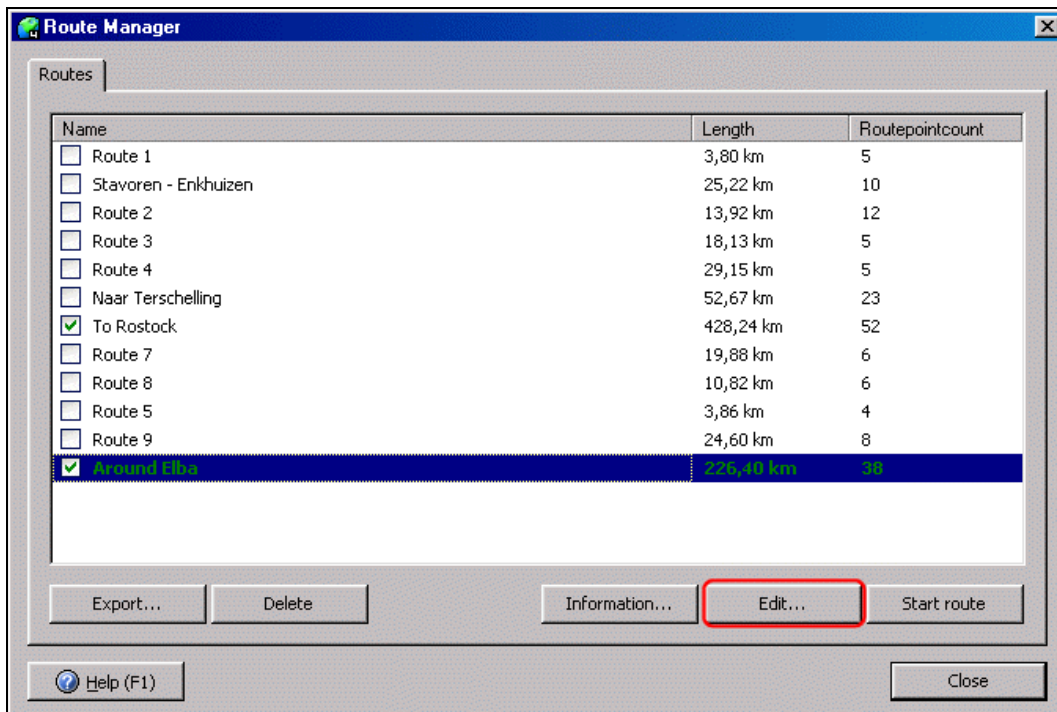 Route Manager
Routes
Name Length Routepointcount
Route 1 3,80 km 5
Stavoren - Enkhuizen 25,22 km 10
Route 2 13,92 km 12
Route 3 18,13 km 5
Route 4 29,15 km 5
Naar Terschelling 52,67 km 23
To Rostock 428,24 km 52
Route 7 19,88 km 6
Route 8 10,82 km 6
Route 5 3,86 km 4
Route 9 24,60 km 8
Around Elba 226,40 km 38
Export... Delete Information... Edit... Start route
Help (F1) Close